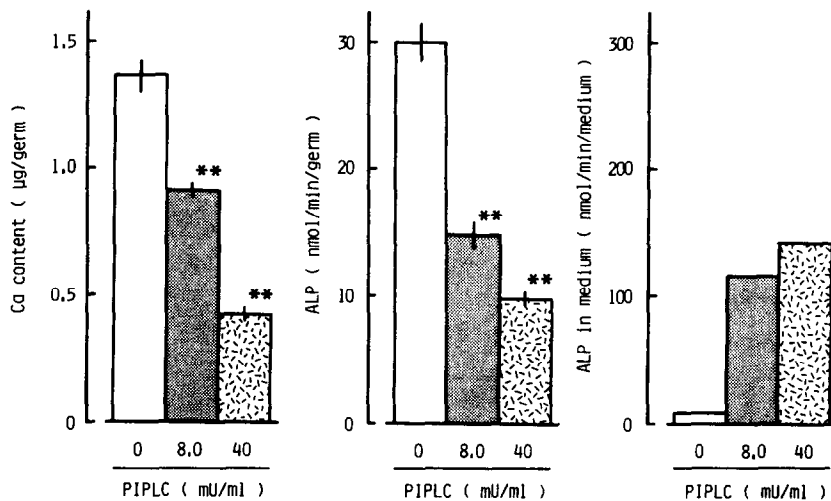 Ca content ( µg/germ )
1.5
1.0
0.5
0
**
**
0 8.0 40
PIPLC ( mU/ml )
ALP ( nmol/min/germ )
30
20
10
0
**
**
0 8.0 40
PIPLC ( mU/ml )
ALP in medium ( nmol/min/medium )
300
200
100
0
0 8.0 40
PIPLC ( mU/ml )